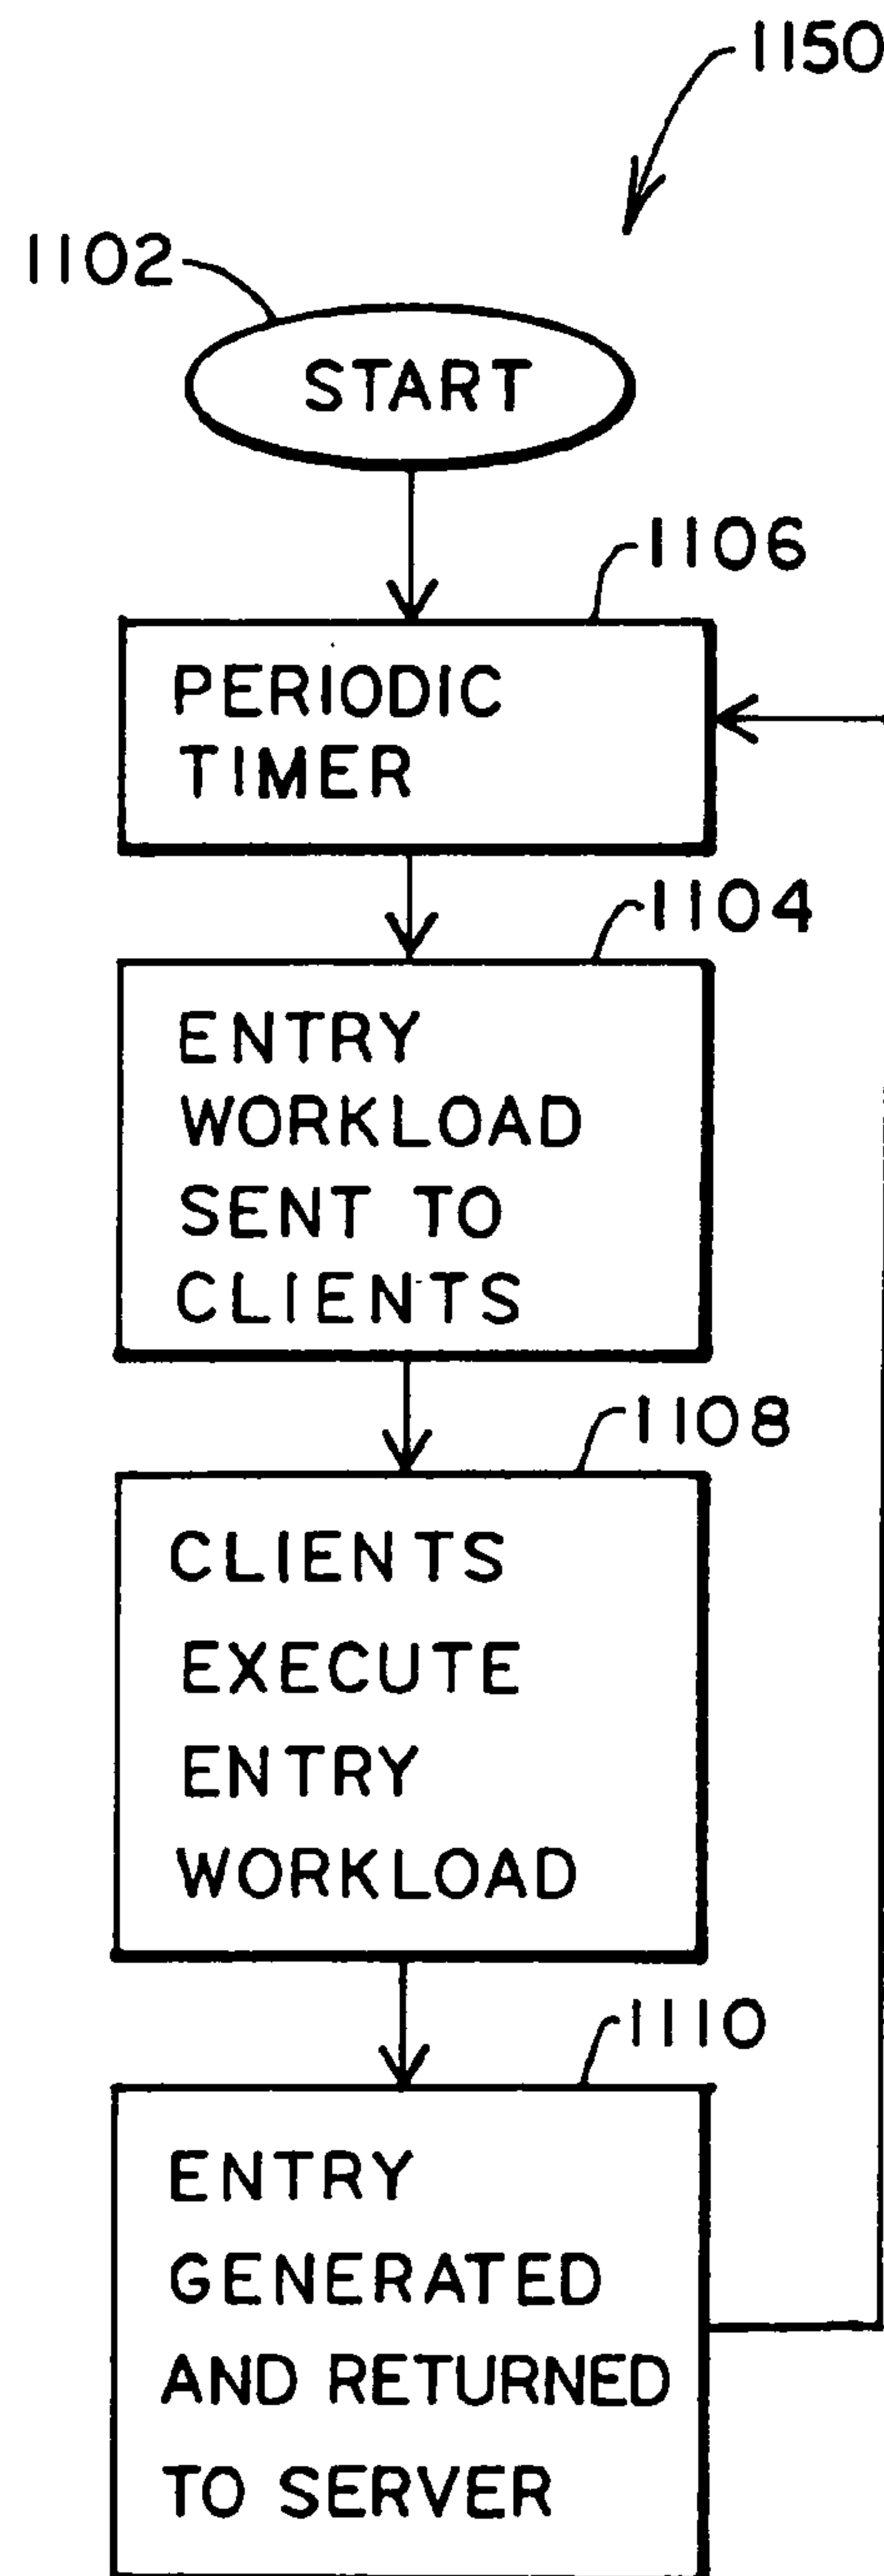 1150
1102
START
1106
PERIODIC
TIMER
1104
ENTRY
WORKLOAD
SENT TO
CLIENTS
1108
CLIENTS
EXECUTE
ENTRY
WORKLOAD
1110
ENTRY
GENERATED
AND RETURNED
TO SERVER